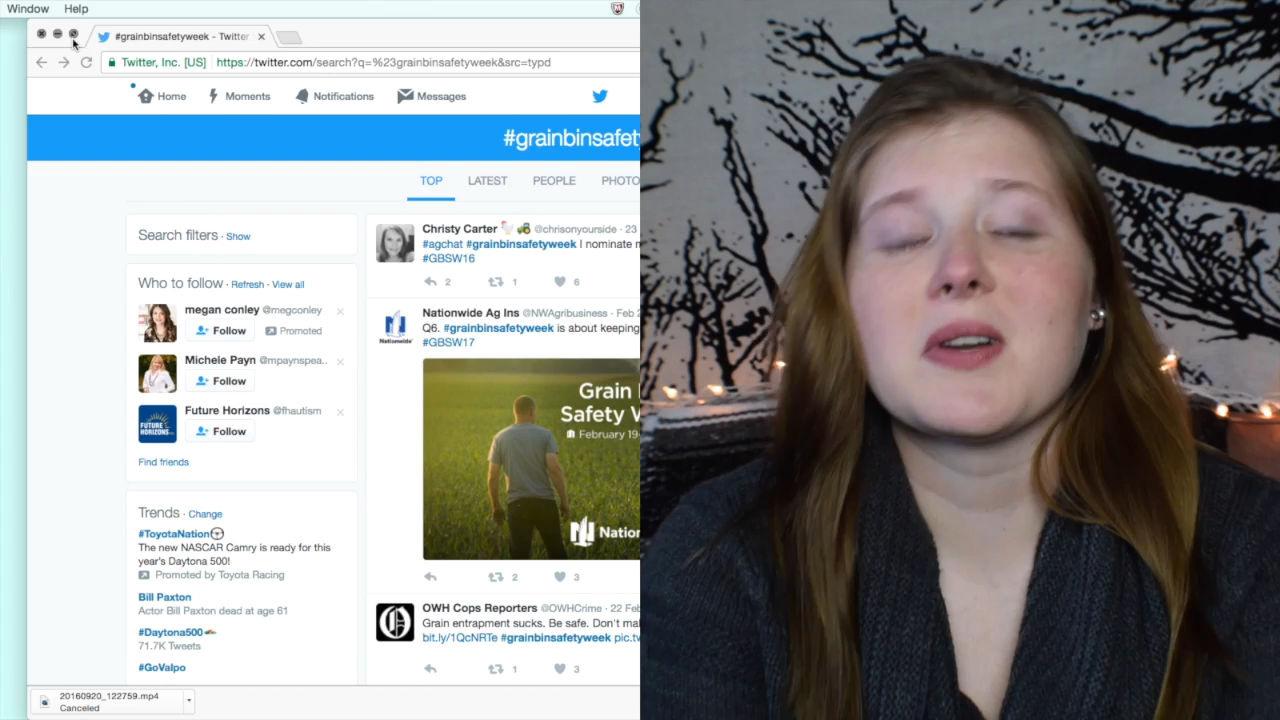 Window Help
#grainbinsafetyweek - Twitter
Twitter, Inc. [US] https://twitter.com/search?q=%23grainbinsafetyweek&src=typd
Home Moments Notifications Messages
#grainbinsafet
TOP LATEST PEOPLE PHOTO
Search filters · Show
Who to follow · Refresh · View all
megan conley @megconley
Follow Promoted
Michele Payn @mpaynspea..
Follow
FUTURE HORIZONS
Future Horizons @fhautism
Follow
Find friends
Trends · Change
#ToyotaNation
The new NASCAR Camry is ready for this
year's Daytona 500!
Promoted by Toyota Racing
Bill Paxton
Actor Bill Paxton dead at age 61
#Daytona500
71.7K Tweets
#GoValpo
Christy Carter @chrisonyourside · 23
#agchat #grainbinsafetyweek I nominate
#GBSW16
2 1 6
Nationwide
Nationwide Ag Ins @NWAgribusiness · Feb
Q6. #grainbinsafetyweek is about keeping
#GBSW17
Grain
Safety
February 19
Nation
2 3
OWH Cops Reporters @OWHCrime · 22 Feb
Grain entrapment sucks. Be safe. Don't
bit.ly/1QcNRTe #grainbinsafetyweek pic.tw
1 3
20160920_122759.mp4
Canceled